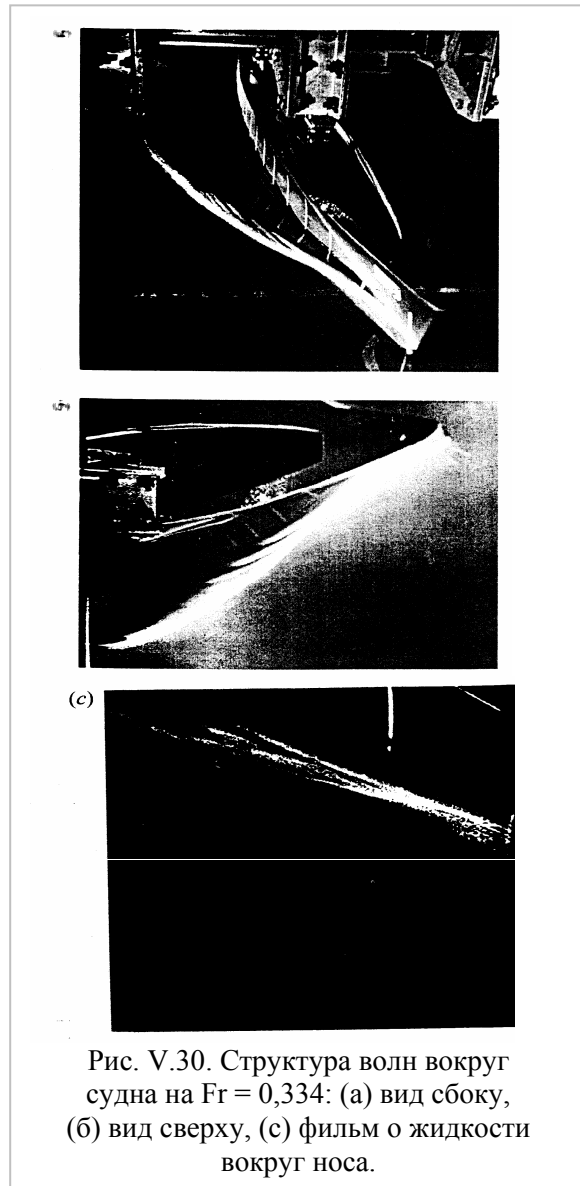 (c)
Рис. V.30. Структура волн вокруг
судна на Fr = 0,334: (а) вид сбоку,
(б) вид сверху, (с) фильм о жидкости
вокруг носа.